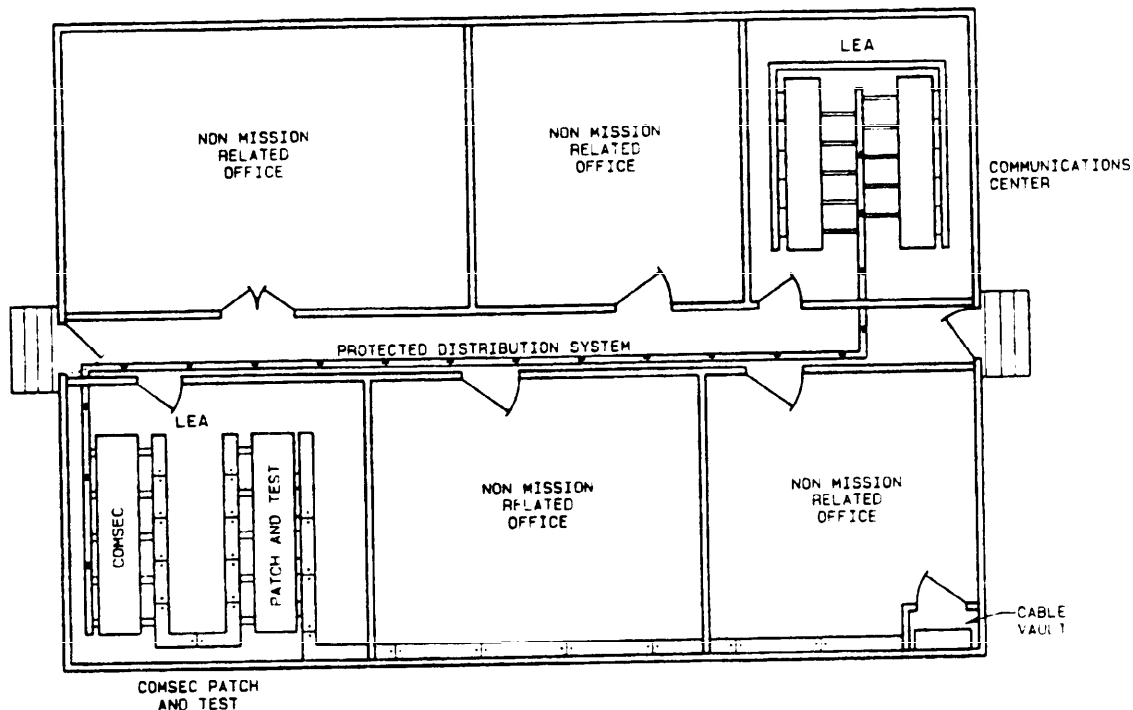 LEA
NON MISSION
RELATED
OFFICE
NON MISSION
RELATED
OFFICE
COMMUNICATIONS
CENTER
PROTECTED DISTRIBUTION SYSTEM
LEA
COMSEC
PATCH AND TEST
NON MISSION
RELATED
OFFICE
NON MISSION
RELATED
OFFICE
CABLE
VAULT
COMSEC PATCH
AND TEST